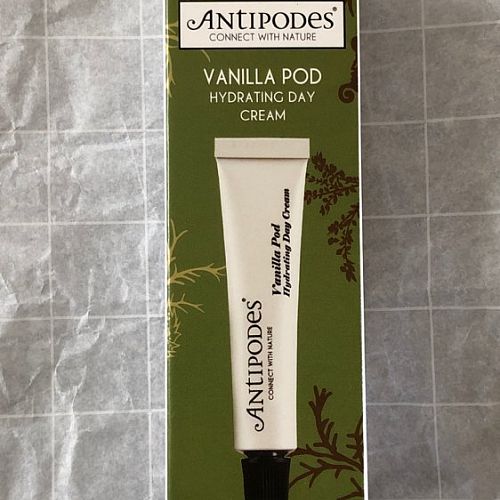 ANTIPODES®
CONNECT WITH NATURE
VANILLA POD
HYDRATING DAY
CREAM
Vanilla Pod
Hydrating Day Cream
ANTIPODES®
CONNECT WITH NATURE